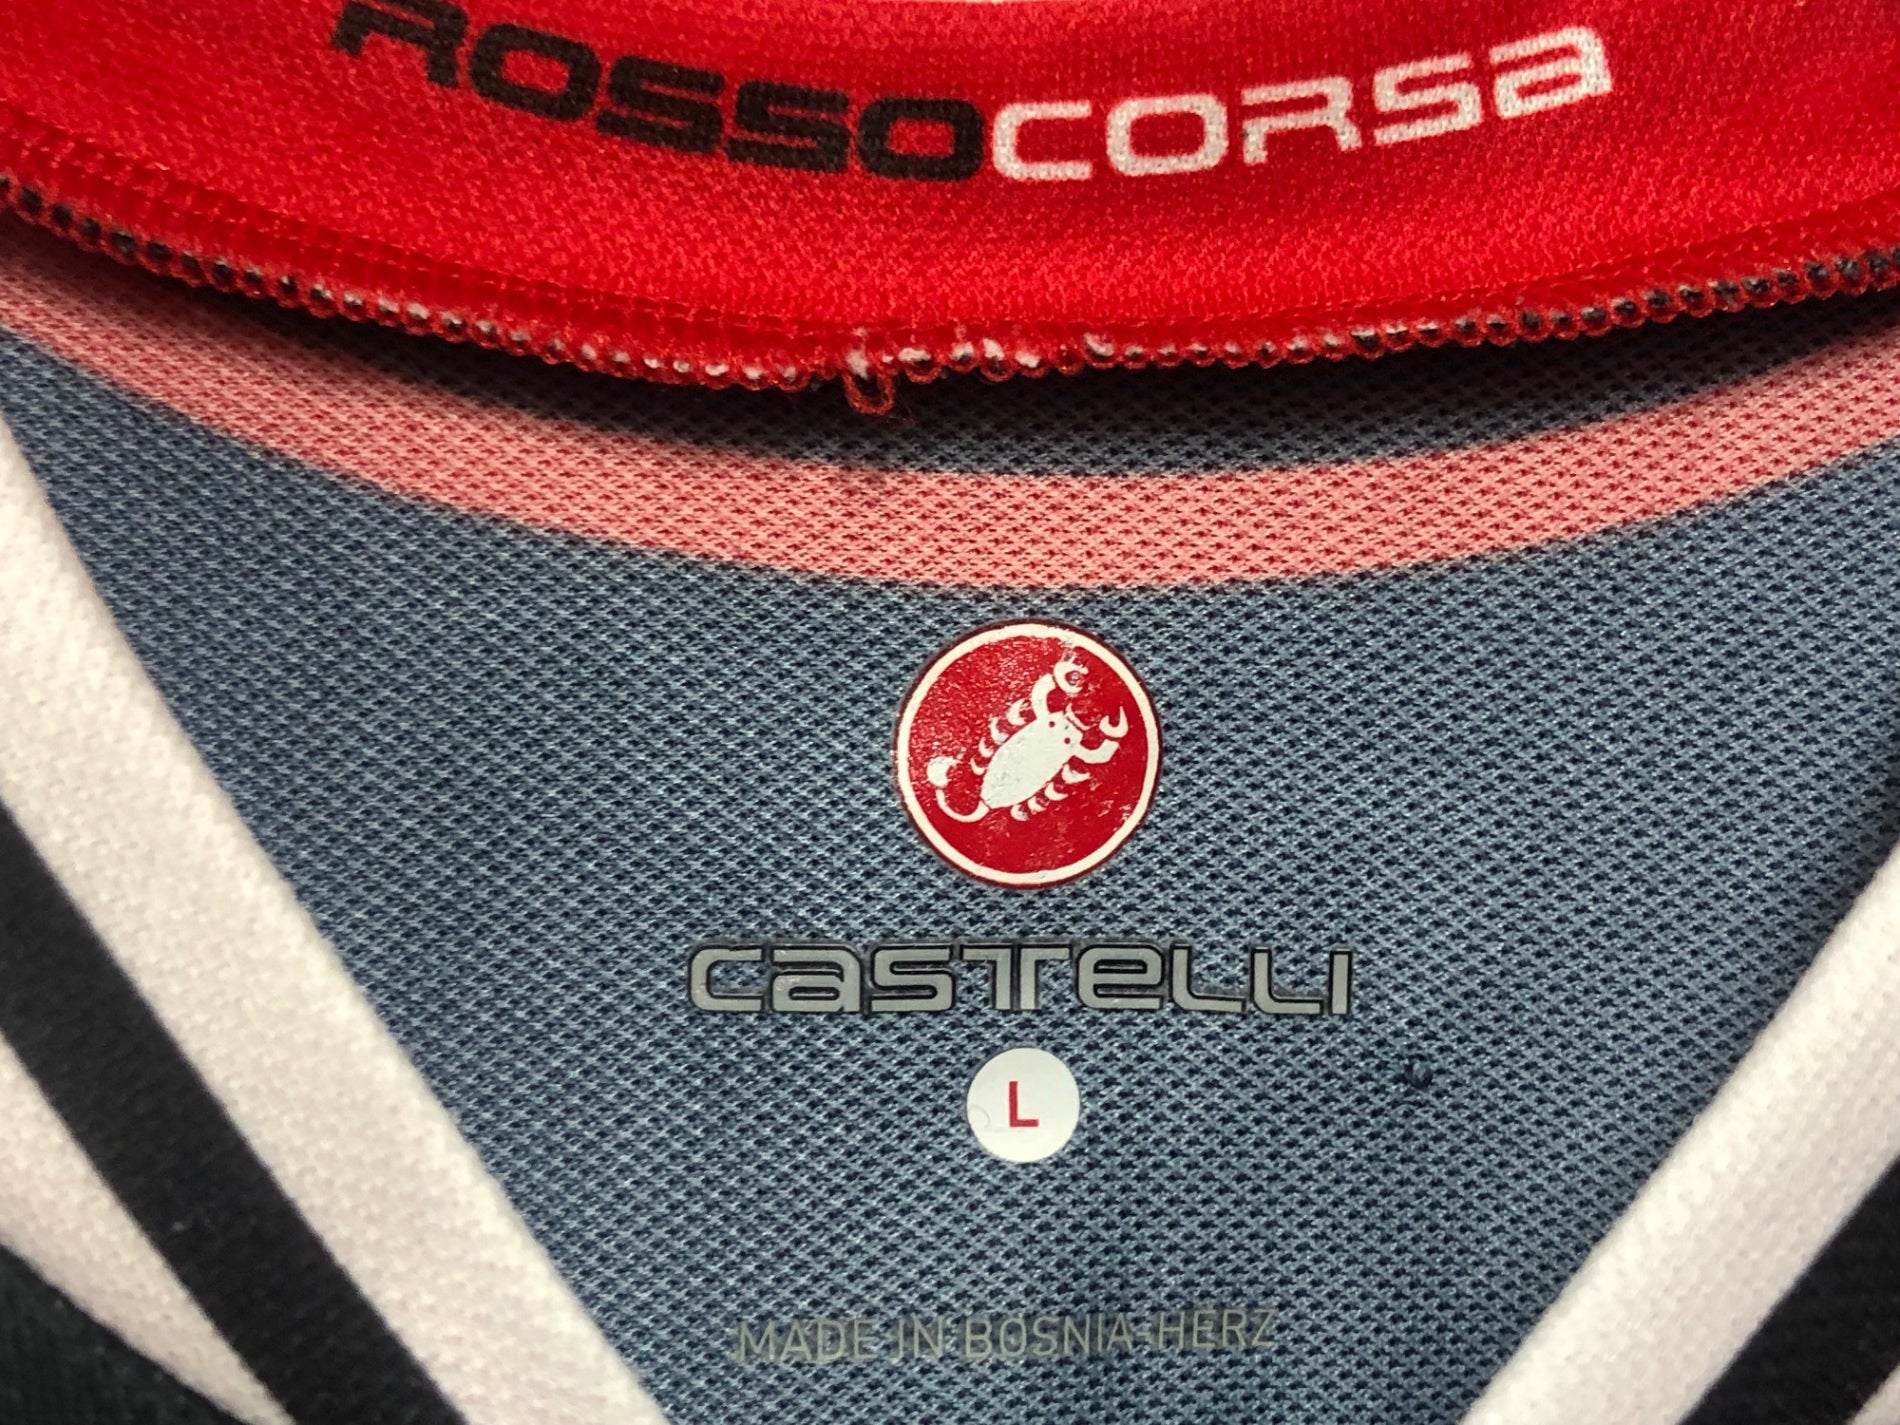 ROSSOCORSA
castelli
L
MADE IN BOSNIA-HERZ